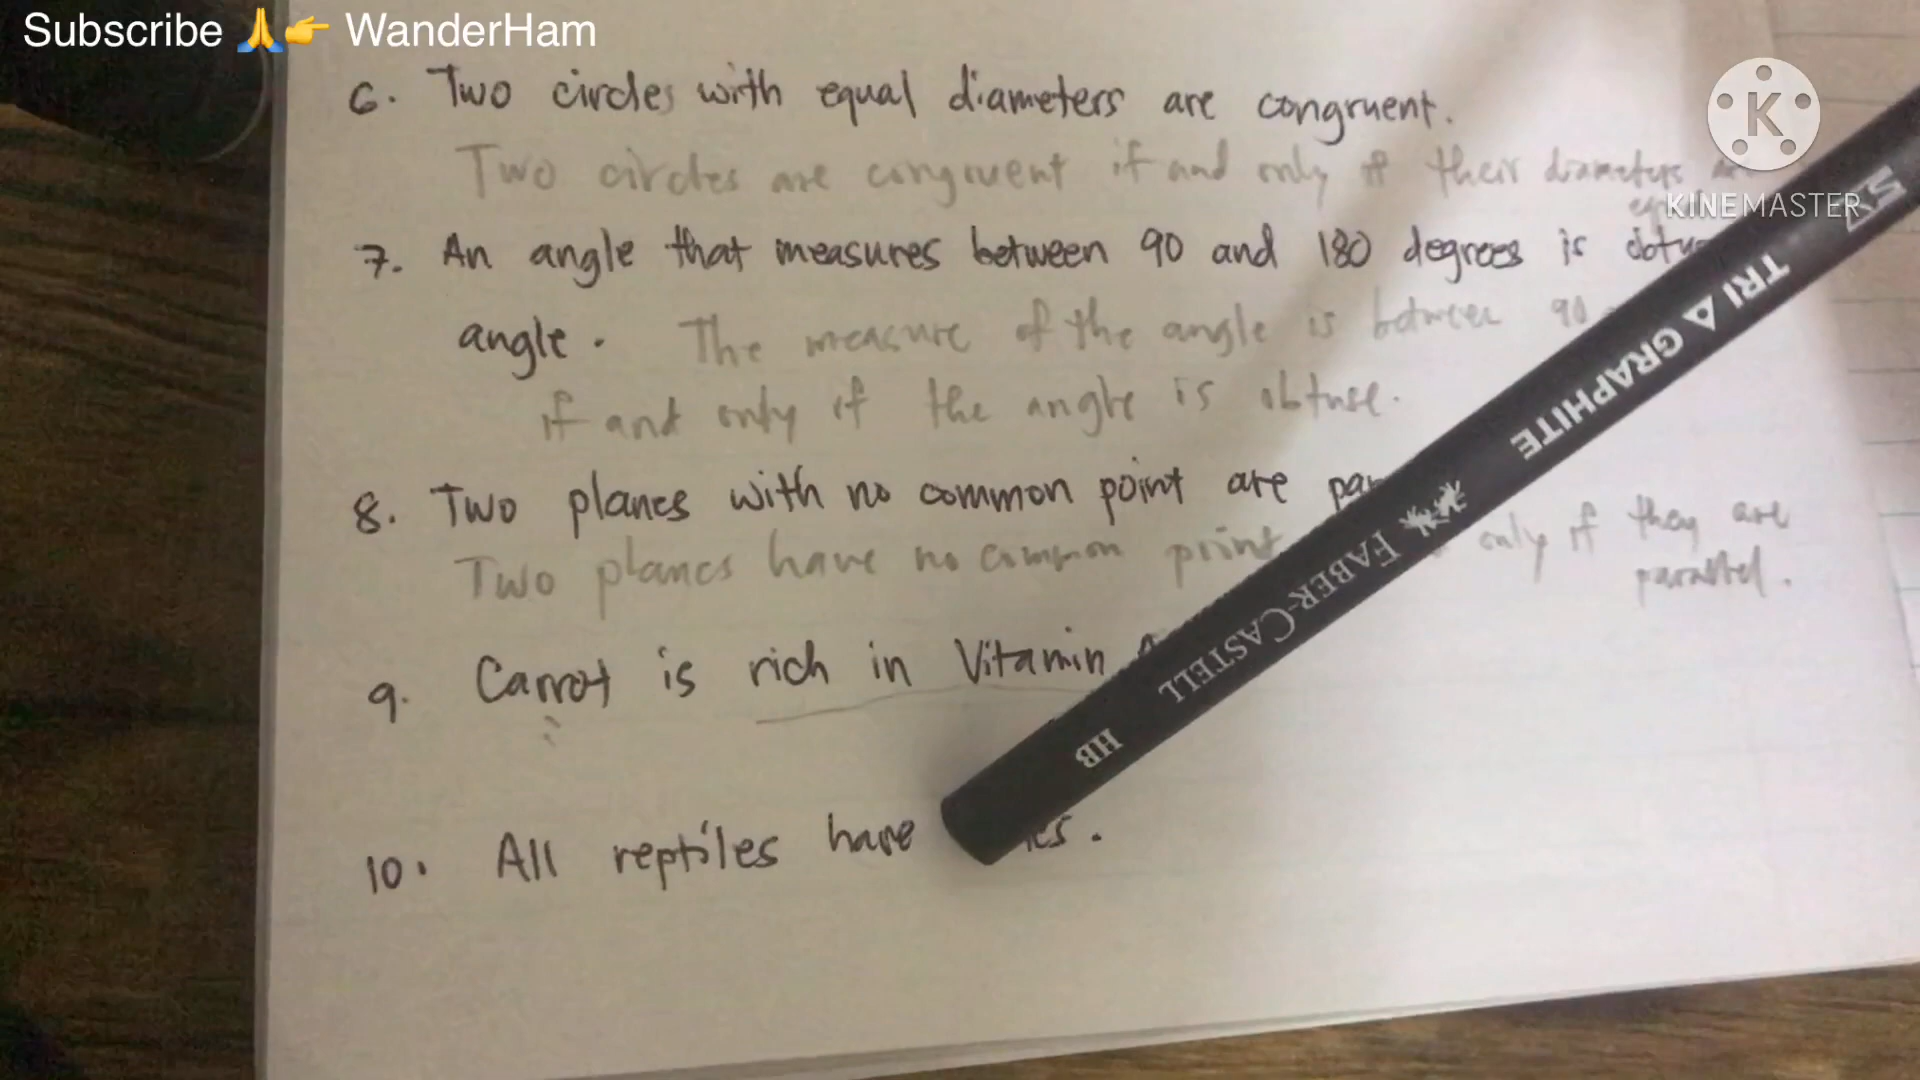 Subscribe 🙏👉 WanderHam
6. Two circles with equal diameters are congruent.
Two circles are congruent if and only if their diameters
KINEMASTER
7. An angle that measures between 90 and 180 degrees is
angle. The measure of the angle is between 90
if and only if the angle is obtuse.
8. Two planes with no common point are
Two planes have no common point only if they are
parallel.
9. Carrot is rich in Vitamin
10. All reptiles have
TRI GRAPHITE
FABER-CASTELL
HB